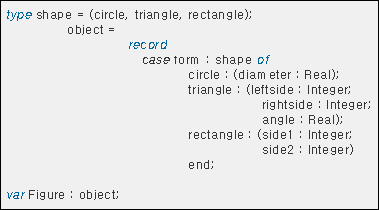 type shape = (circle, triangle, rectangle);
object =
record
case form : shape of
circle : (diameter : Real);
triangle : (leftside : Integer;
rightside : Integer;
angle : Real);
rectangle : (side1 : Integer;
side2 : Integer)
end;
var Figure : object;